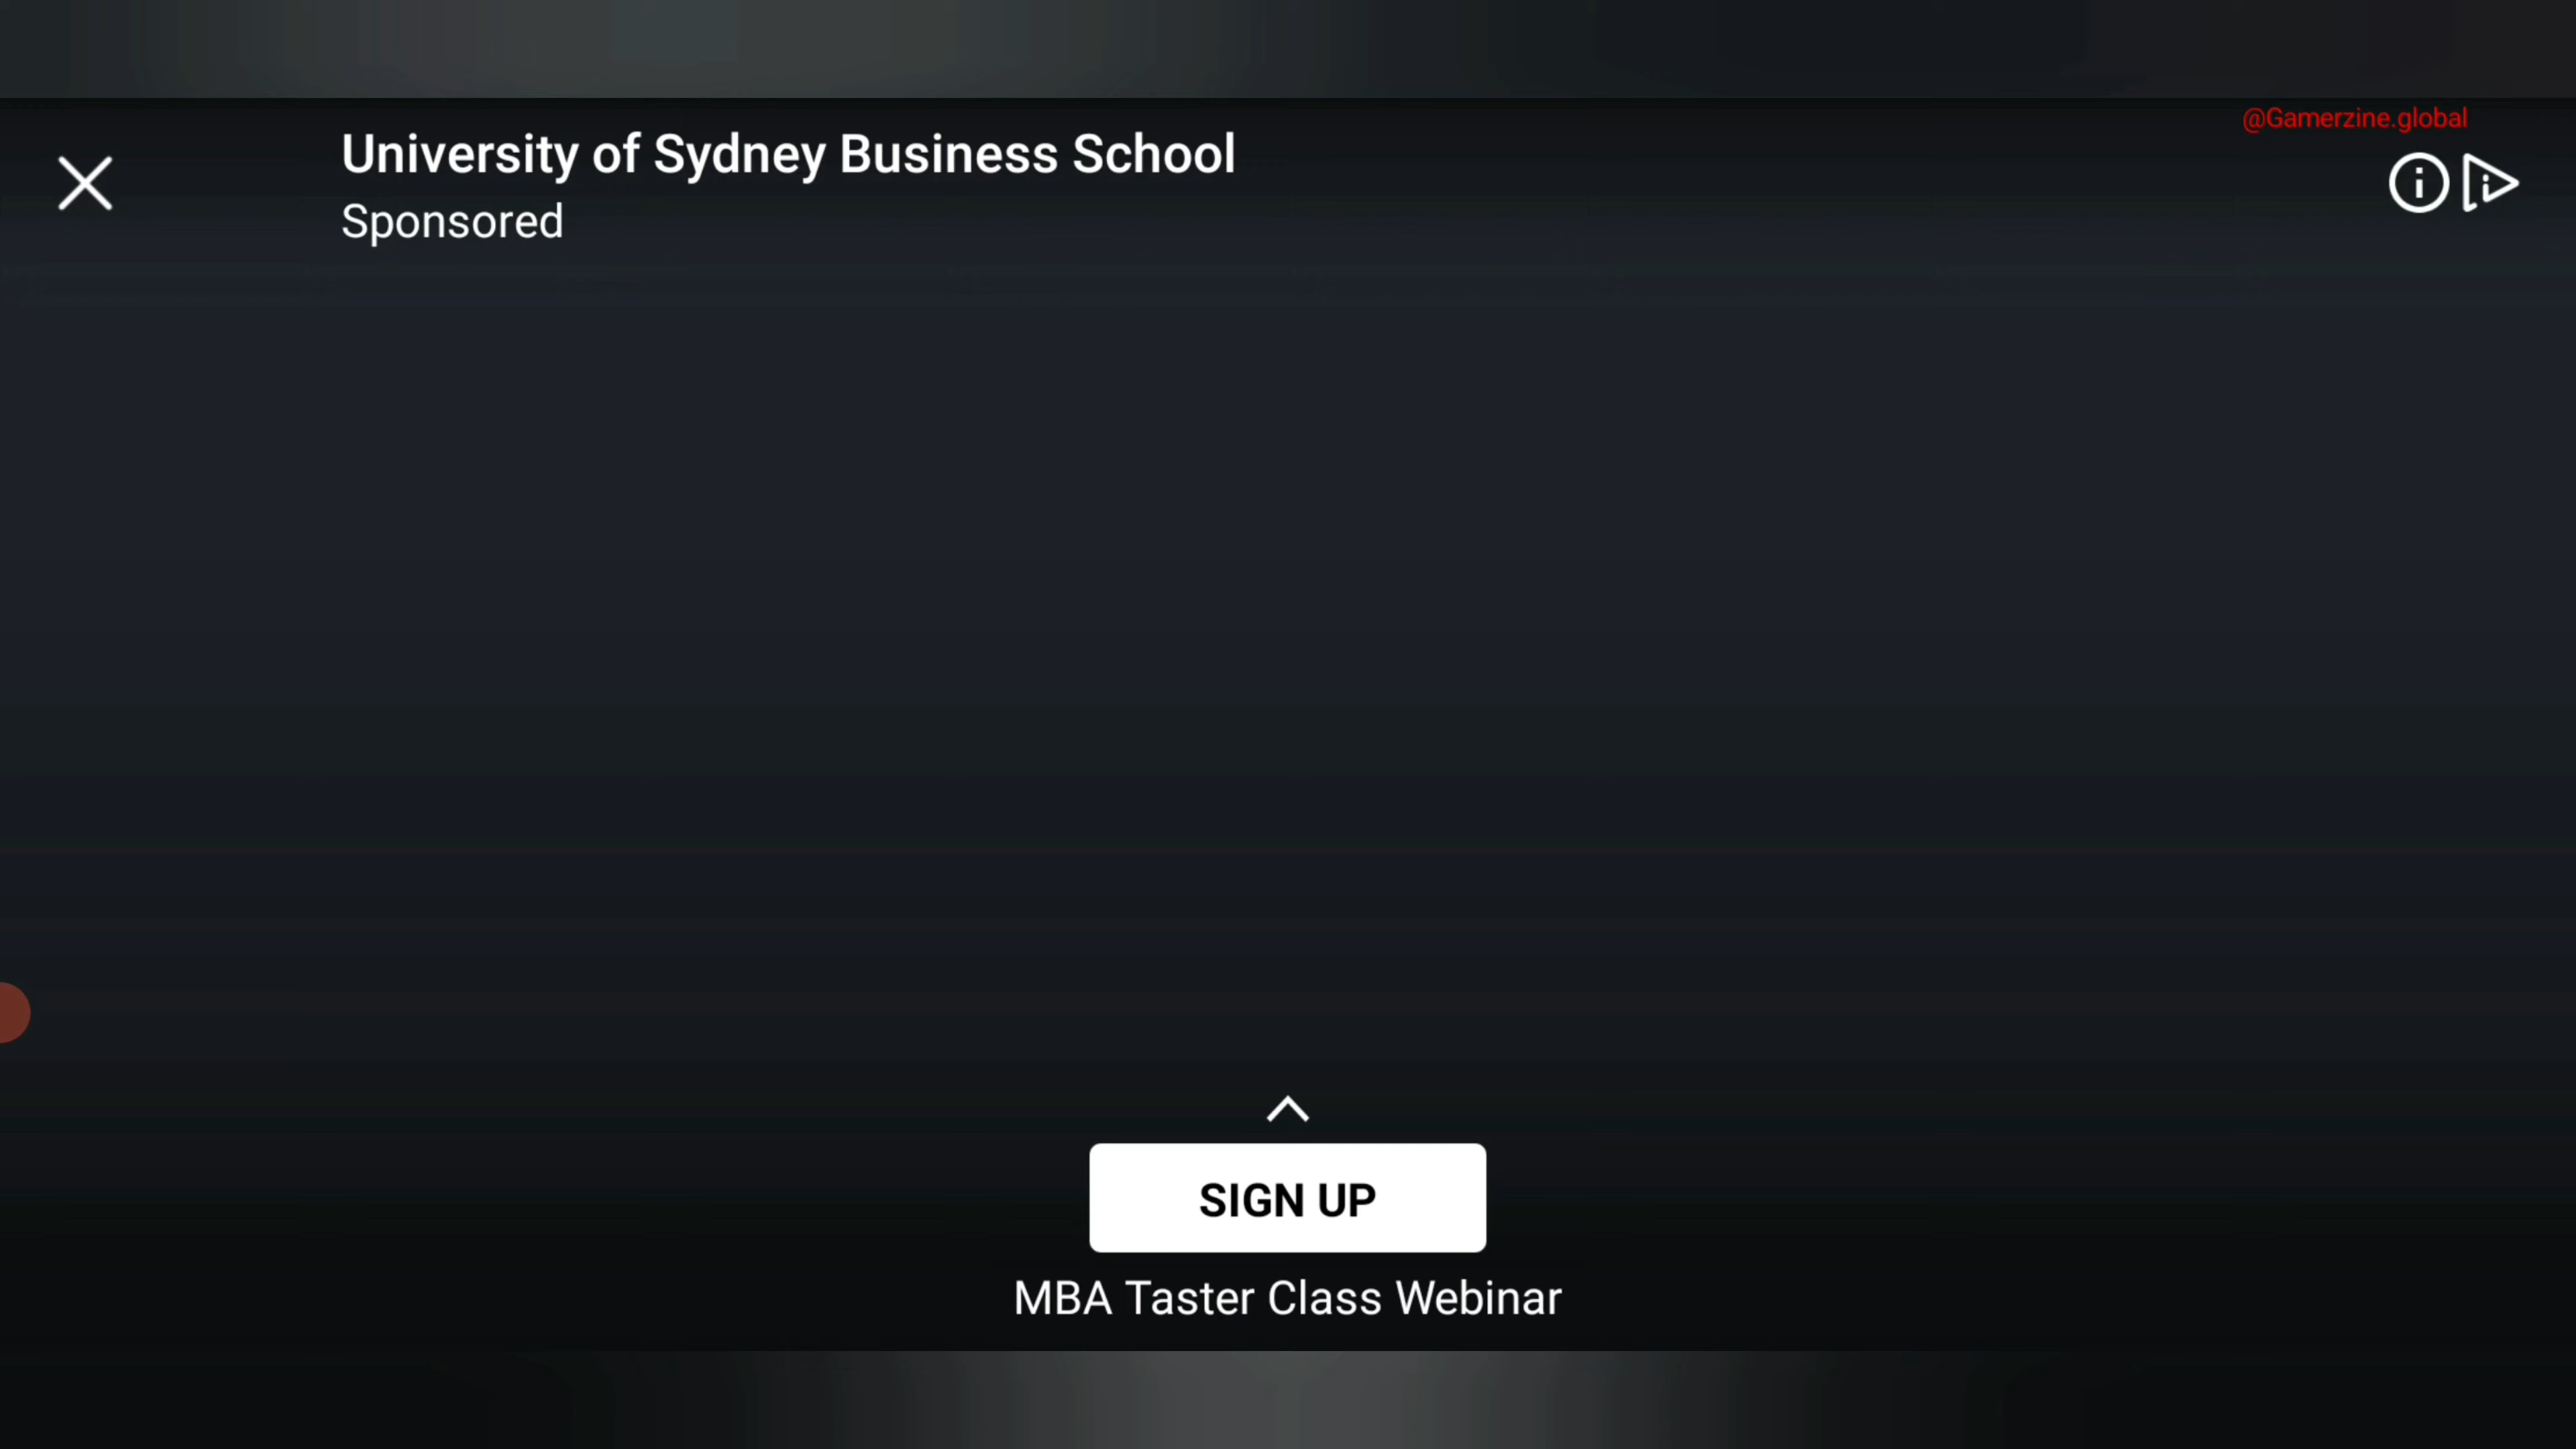 @Gamerzine.global
University of Sydney Business School
Sponsored
SIGN UP
MBA Taster Class Webinar